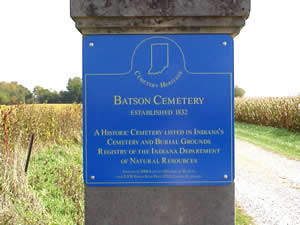 CEMETERY HERITAGE
BATSON CEMETERY
ESTABLISHED 1832
A HISTORIC CEMETERY LISTED IN INDIANA'S
CEMETERY AND BURIAL GROUNDS
REGISTRY OF THE INDIANA DEPARTMENT
OF NATURAL RESOURCES